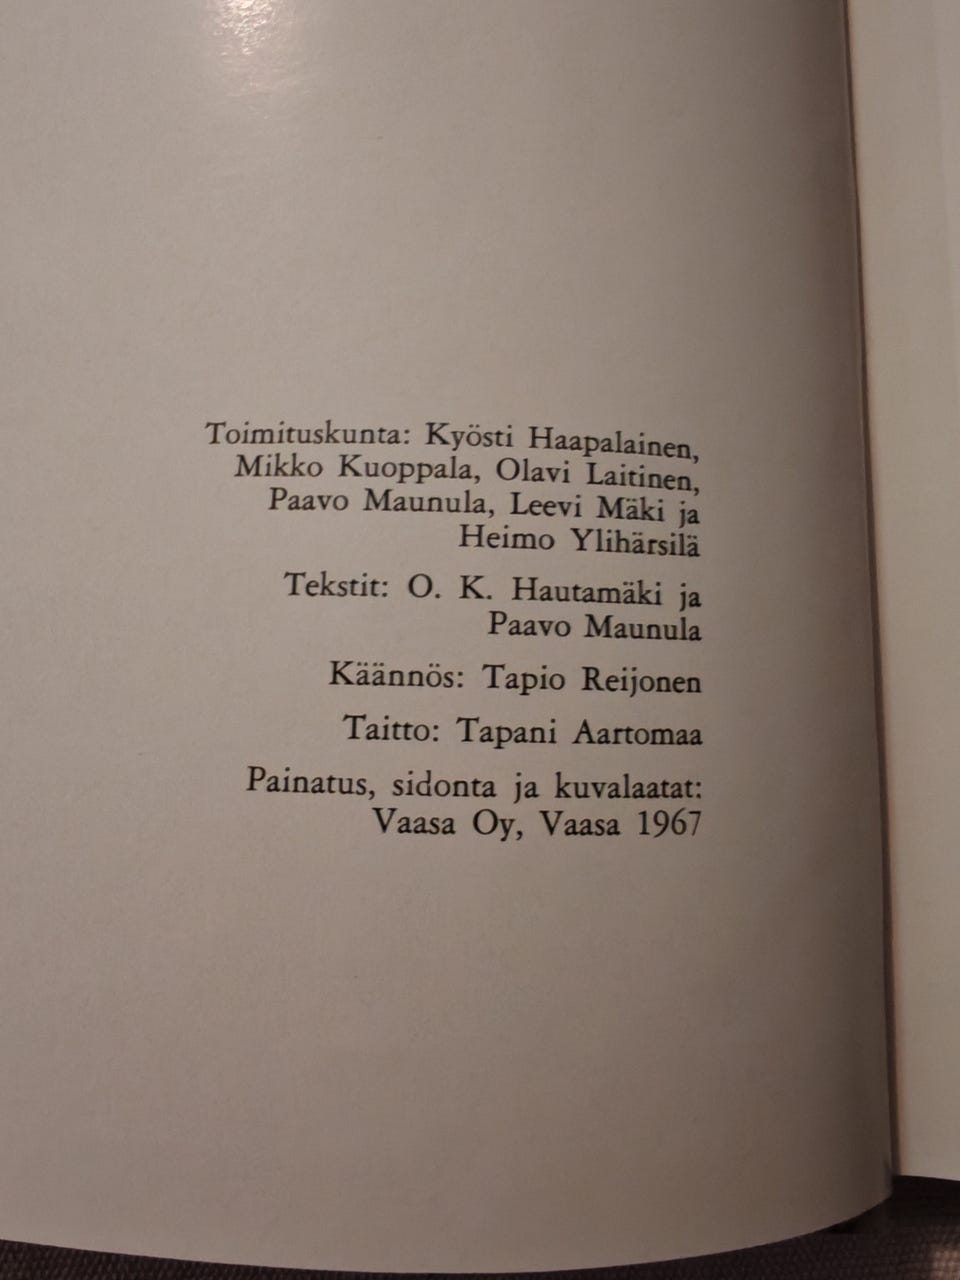 Toimituskunta: Kyösti Haapalainen,
Mikko Kuoppala, Olavi Laitinen,
Paavo Maunula, Leevi Mäki ja
Heimo Ylihärsilä
Tekstit: O. K. Hautamäki ja
Paavo Maunula
Käännös: Tapio Reijonen
Taitto: Tapani Aartomaa
Painatus, sidonta ja kuvalaatat:
Vaasa Oy, Vaasa 1967